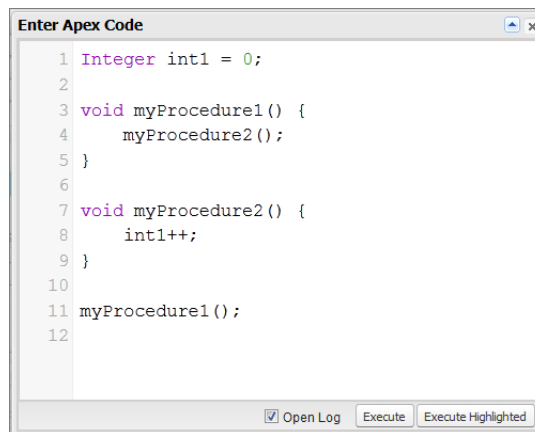 Enter Apex Code
1 Integer int1 = 0;
2
3 void myProcedure1() {
4     myProcedure2();
5 }
6
7 void myProcedure2() {
8     int1++;
9 }
10
11 myProcedure1();
12
Open Log Execute Execute Highlighted